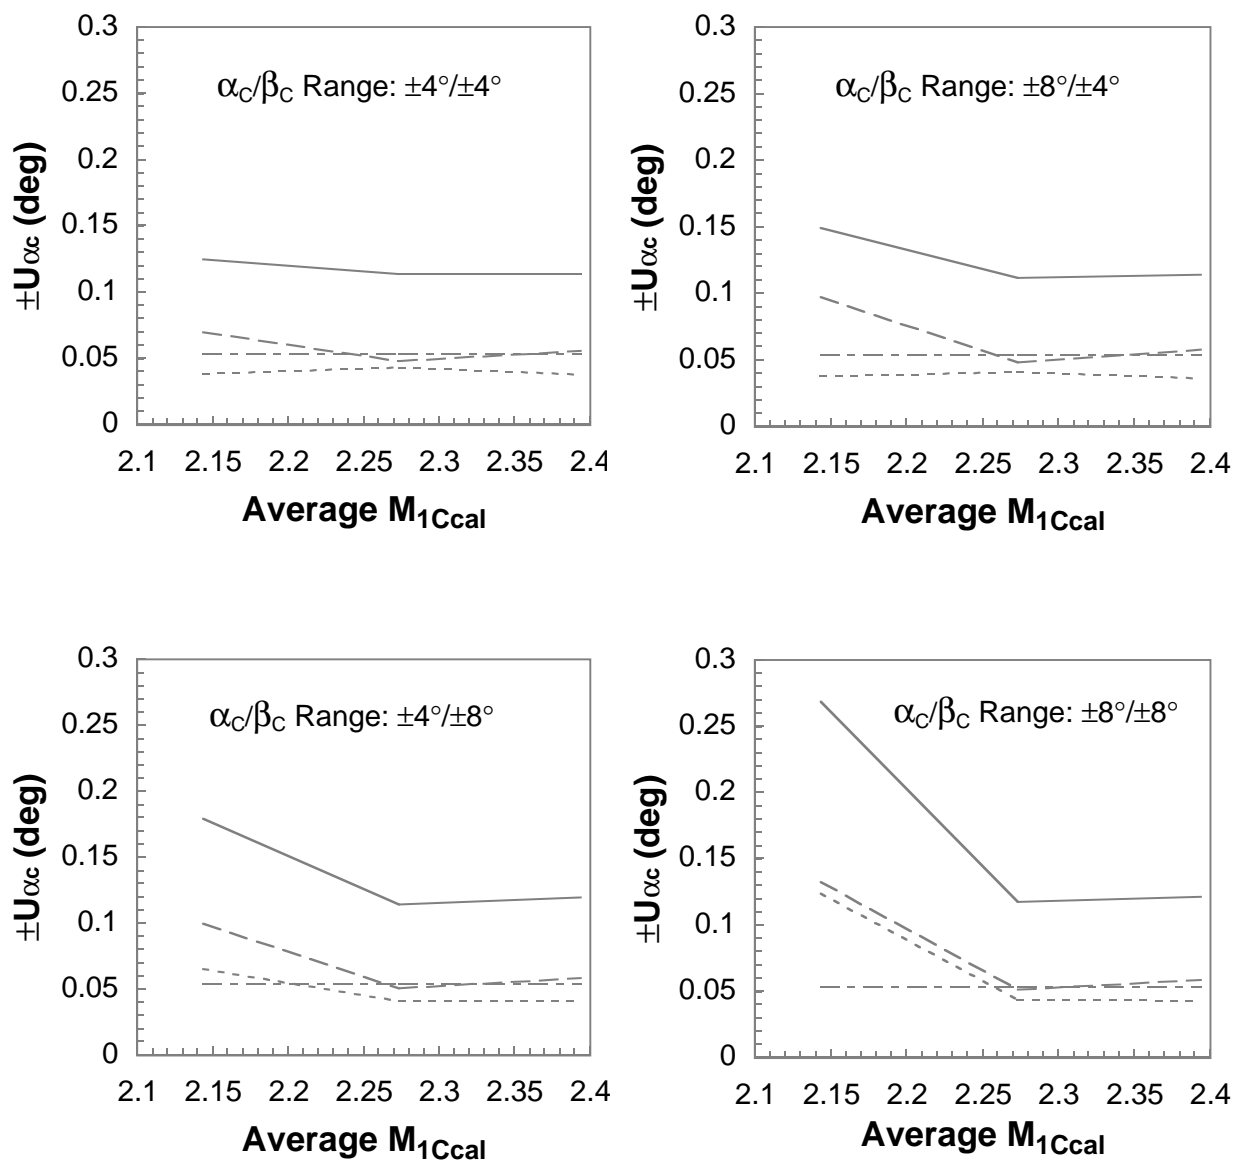 0.3
0.25
0.2
0.15
0.1
0.05
0
±Uαc (deg)
αC/βC Range: ±4°/±4°
2.1 2.15 2.2 2.25 2.3 2.35 2.4
Average M1Ccal
0.3
0.25
0.2
0.15
0.1
0.05
0
±Uαc (deg)
αC/βC Range: ±8°/±4°
2.1 2.15 2.2 2.25 2.3 2.35 2.4
Average M1Ccal
0.3
0.25
0.2
0.15
0.1
0.05
0
±Uαc (deg)
αC/βC Range: ±4°/±8°
2.1 2.15 2.2 2.25 2.3 2.35 2.4
Average M1Ccal
0.3
0.25
0.2
0.15
0.1
0.05
0
±Uαc (deg)
αC/βC Range: ±8°/±8°
2.1 2.15 2.2 2.25 2.3 2.35 2.4
Average M1Ccal